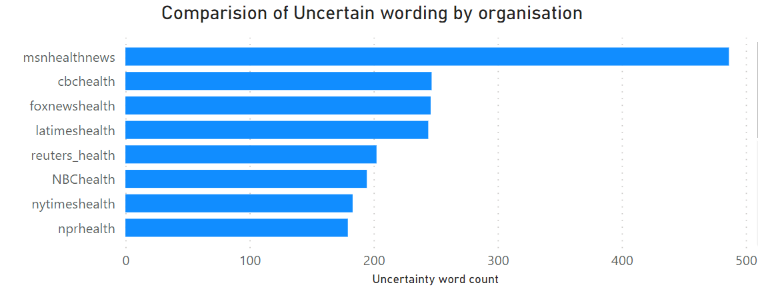 Comparision of Uncertain wording by organisation
msnhealthnews
cbchealth
foxnewshealth
latimeshealth
reuters_health
NBChealth
nytimeshealth
nprhealth
0 100 200 300 400 500
Uncertainty word count